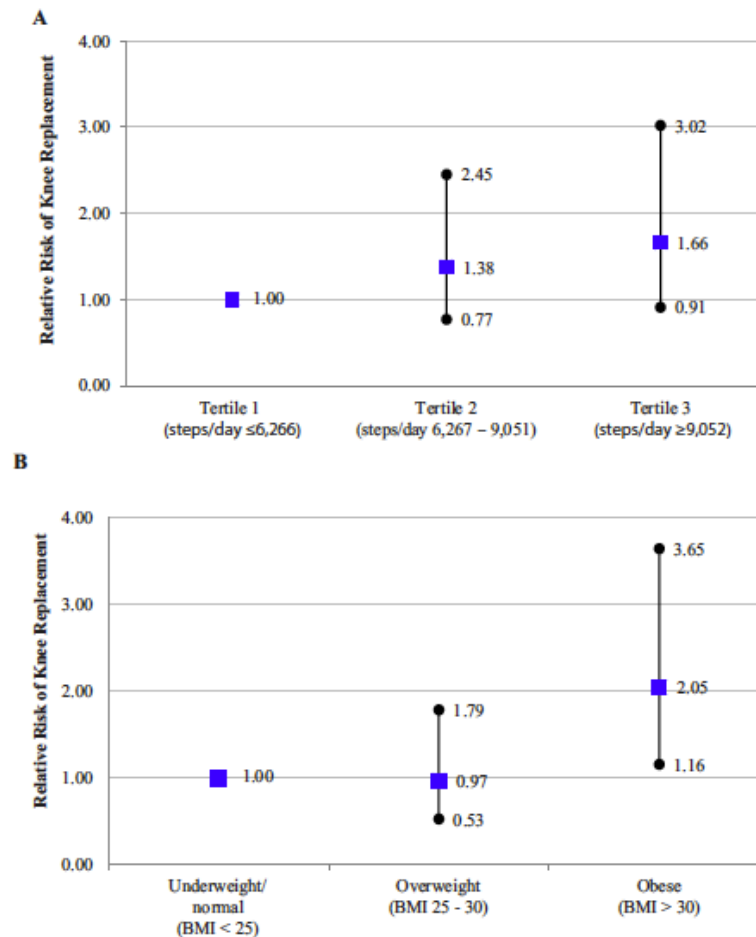 A
Relative Risk of Knee Replacement
4.00
3.00
2.00
1.00
0.00
1.00
2.45
1.38
0.77
3.02
1.66
0.91
Tertile 1
(steps/day ≤6,266)
Tertile 2
(steps/day 6,267 – 9,051)
Tertile 3
(steps/day ≥9,052)
B
Relative Risk of Knee Replacement
4.00
3.00
2.00
1.00
0.00
1.00
1.79
0.97
0.53
3.65
2.05
1.16
Underweight/
normal
(BMI < 25)
Overweight
(BMI 25 - 30)
Obese
(BMI > 30)